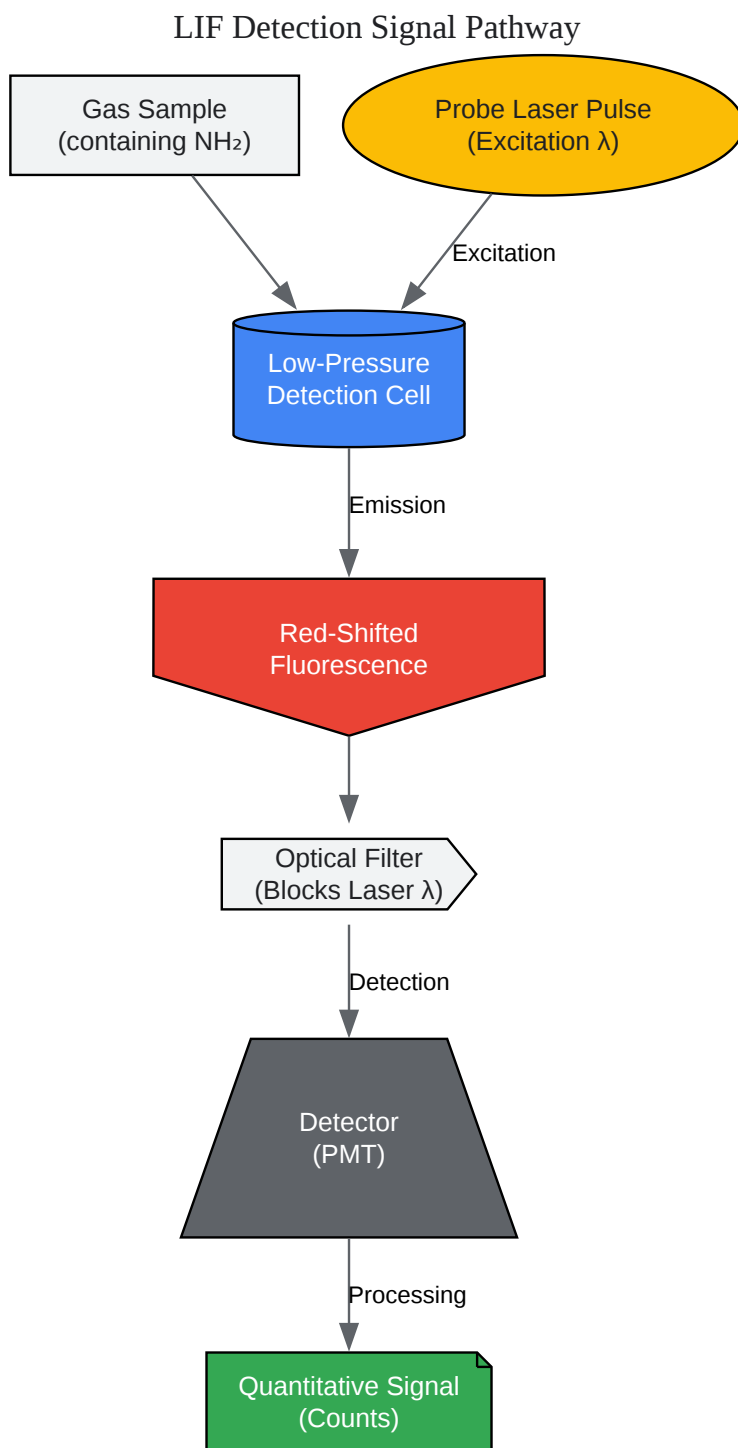 LIF Detection Signal Pathway
Gas Sample
(containing NH₂)
Probe Laser Pulse
(Excitation λ)
Excitation
Low-Pressure
Detection Cell
Emission
Red-Shifted
Fluorescence
Optical Filter
(Blocks Laser λ)
Detection
Detector
(PMT)
Processing
Quantitative Signal
(Counts)